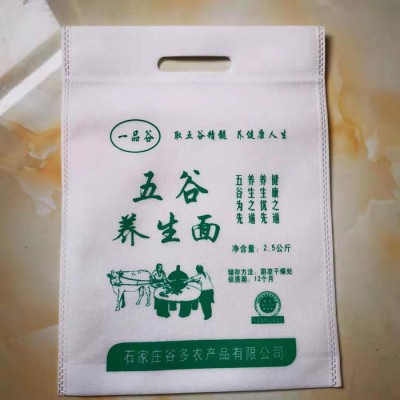 一品谷
取五谷精髓 养健康人生
五谷
养生面
健康之道
养生优先
养生之道
五谷为先
净含量：2.5公斤
储存方法：阴凉干燥处
保质期：12个月
石家庄谷多农产品有限公司